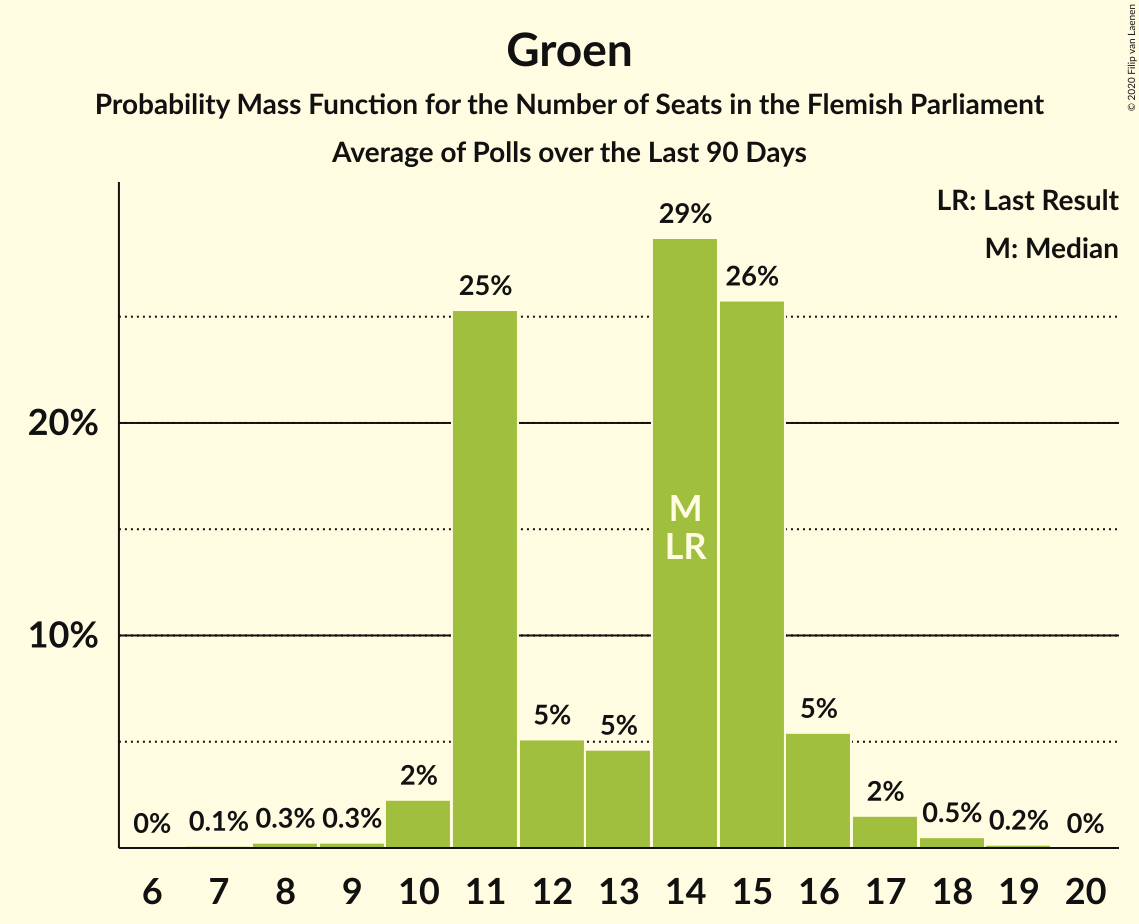 Groen
Probability Mass Function for the Number of Seats in the Flemish Parliament
Average of Polls over the Last 90 Days
© 2020 Filip van Laenen
LR: Last Result
M: Median
20%
10%
0%
0.1%
0.3%
0.3%
2%
25%
5%
5%
29%
26%
5%
2%
0.5%
0.2%
0%
M
LR
6 7 8 9 10 11 12 13 14 15 16 17 18 19 20